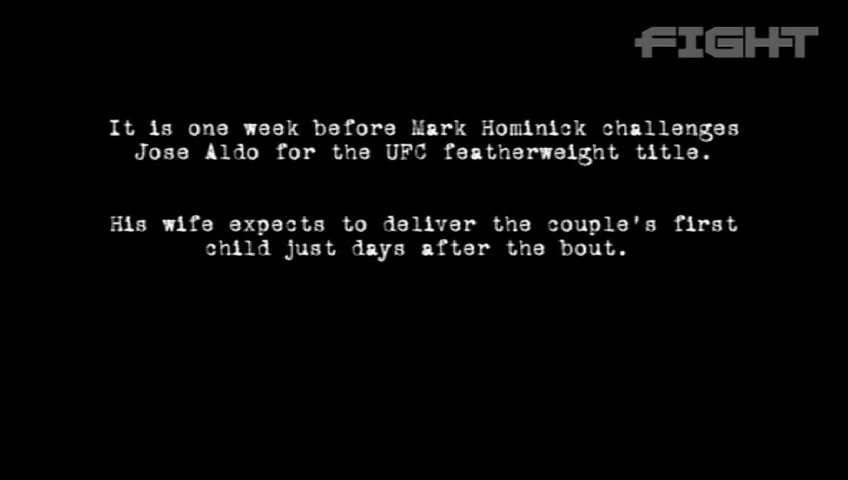 FIGHT
It is one week before Mark Hominick challenges
Jose Aldo for the UFC featherweight title.
His wife expects to deliver the couple's first
child just days after the bout.